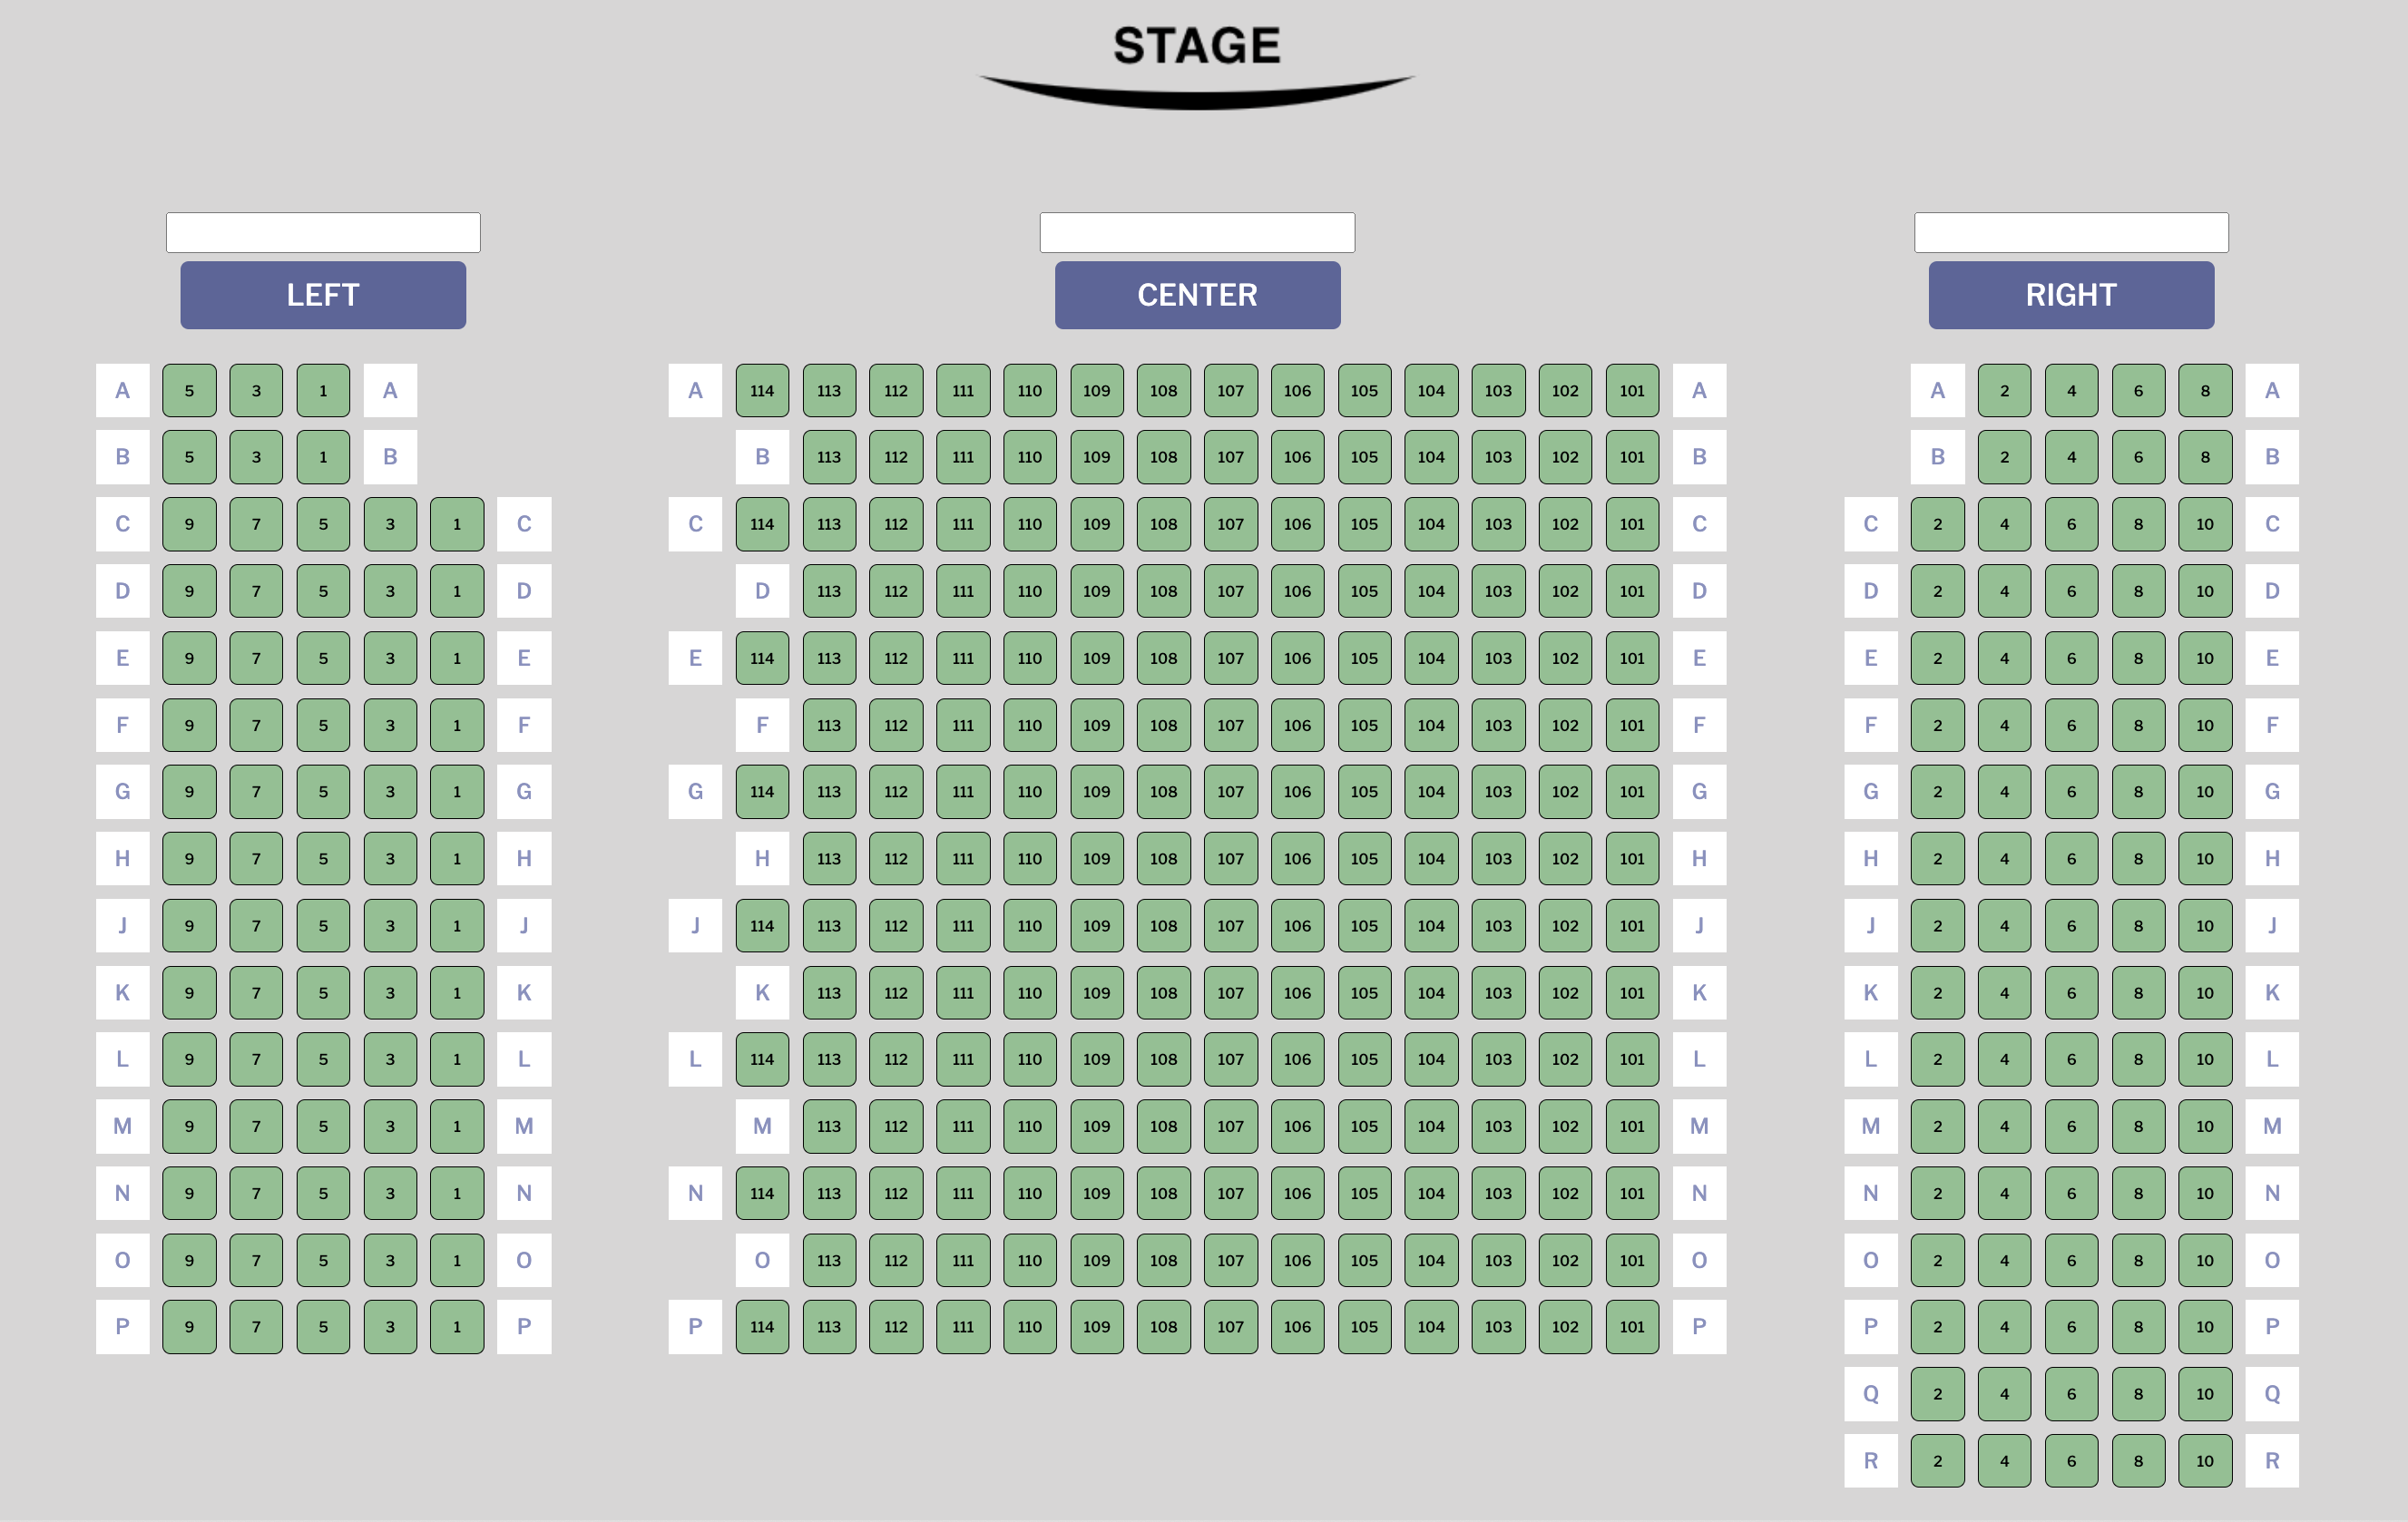 STAGE
LEFT CENTER RIGHT
A 5 3 1 A A 114 113 112 111 110 109 108 107 106 105 104 103 102 101 A A 2 4 6 8 A
B 5 3 1 B B 113 112 111 110 109 108 107 106 105 104 103 102 101 B B 2 4 6 8 B
C 9 7 5 3 1 C C 114 113 112 111 110 109 108 107 106 105 104 103 102 101 C C 2 4 6 8 10 C
D 9 7 5 3 1 D D 113 112 111 110 109 108 107 106 105 104 103 102 101 D D 2 4 6 8 10 D
E 9 7 5 3 1 E E 114 113 112 111 110 109 108 107 106 105 104 103 102 101 E E 2 4 6 8 10 E
F 9 7 5 3 1 F F 113 112 111 110 109 108 107 106 105 104 103 102 101 F F 2 4 6 8 10 F
G 9 7 5 3 1 G G 114 113 112 111 110 109 108 107 106 105 104 103 102 101 G G 2 4 6 8 10 G
H 9 7 5 3 1 H H 113 112 111 110 109 108 107 106 105 104 103 102 101 H H 2 4 6 8 10 H
J 9 7 5 3 1 J J 114 113 112 111 110 109 108 107 106 105 104 103 102 101 J J 2 4 6 8 10 J
K 9 7 5 3 1 K K 113 112 111 110 109 108 107 106 105 104 103 102 101 K K 2 4 6 8 10 K
L 9 7 5 3 1 L L 114 113 112 111 110 109 108 107 106 105 104 103 102 101 L L 2 4 6 8 10 L
M 9 7 5 3 1 M M 113 112 111 110 109 108 107 106 105 104 103 102 101 M M 2 4 6 8 10 M
N 9 7 5 3 1 N N 114 113 112 111 110 109 108 107 106 105 104 103 102 101 N N 2 4 6 8 10 N
O 9 7 5 3 1 O O 113 112 111 110 109 108 107 106 105 104 103 102 101 O O 2 4 6 8 10 O
P 9 7 5 3 1 P P 114 113 112 111 110 109 108 107 106 105 104 103 102 101 P P 2 4 6 8 10 P
Q 2 4 6 8 10 Q
R 2 4 6 8 10 R